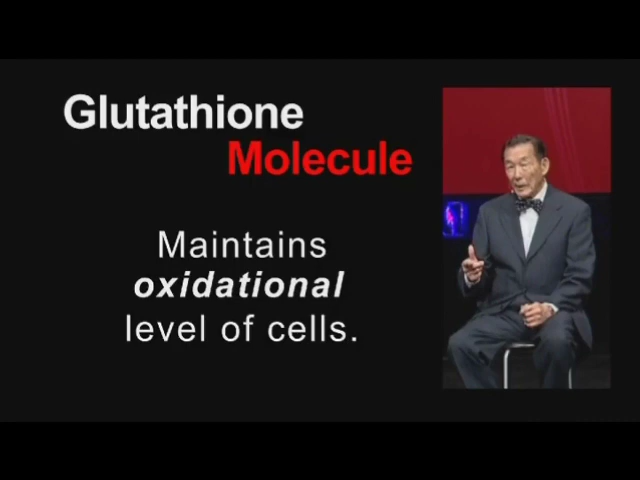 Glutathione
Molecule
Maintains
oxidational
level of cells.